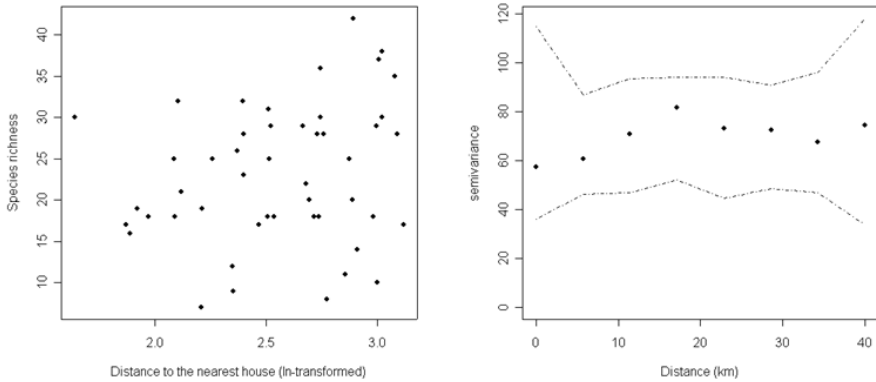 Species richness
40
35
30
25
20
15
10
2.0 2.5 3.0
Distance to the nearest house (ln-transformed)
semivariance
120
100
80
60
40
20
0
0 10 20 30 40
Distance (km)